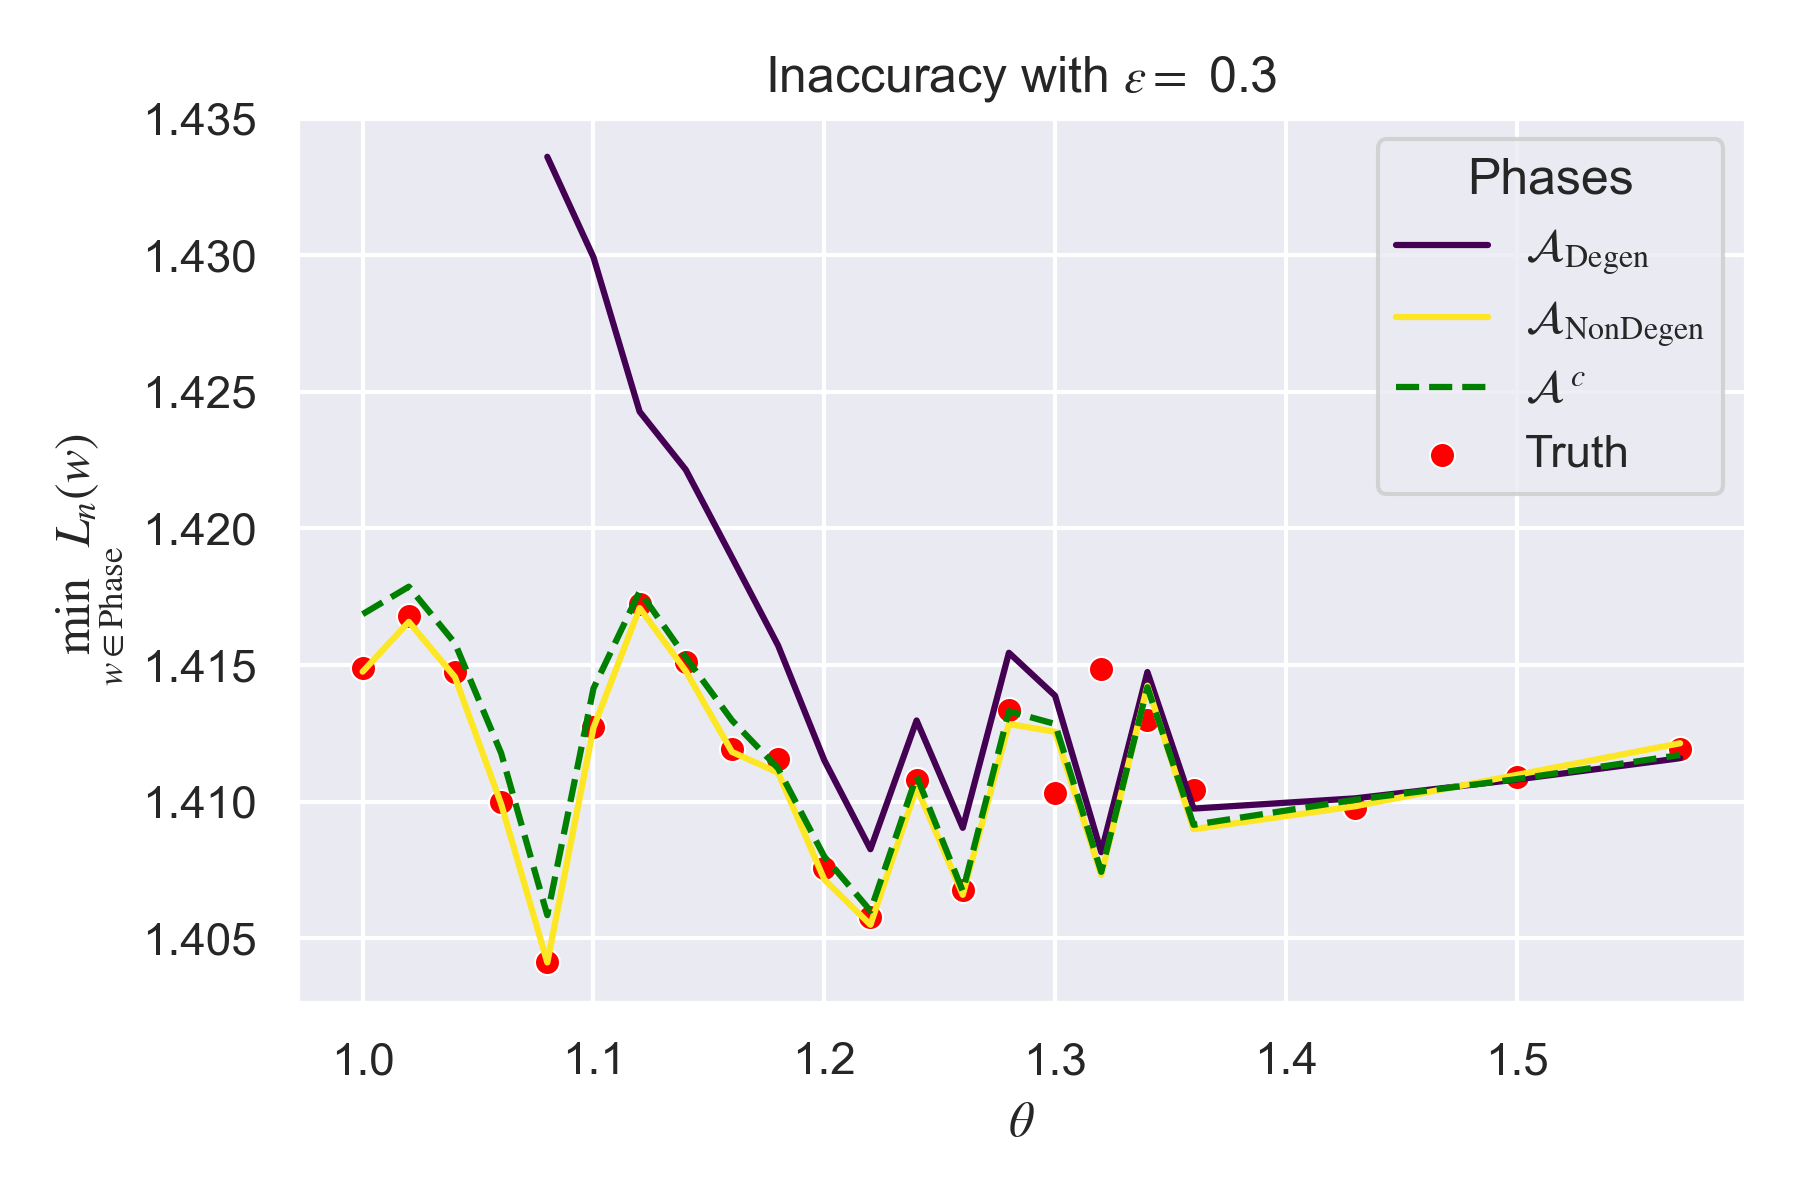 Inaccuracy with ε = 0.3
1.435
1.430
1.425
1.420
1.415
1.410
1.405
min L_n(w)
w∈Phase
Phases
𝒜_Degen
𝒜_NonDegen
𝒜^c
Truth
1.0 1.1 1.2 1.3 1.4 1.5
θ